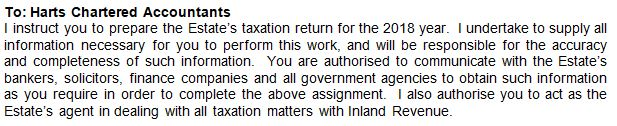 To: Harts Chartered Accountants
I instruct you to prepare the Estate's taxation return for the 2018 year.  I undertake to supply all
information necessary for you to perform this work, and will be responsible for the accuracy
and completeness of such information.  You are authorised to communicate with the Estate's
bankers, solicitors, finance companies and all government agencies to obtain such information
as you require in order to complete the above assignment.  I also authorise you to act as the
Estate's agent in dealing with all taxation matters with Inland Revenue.